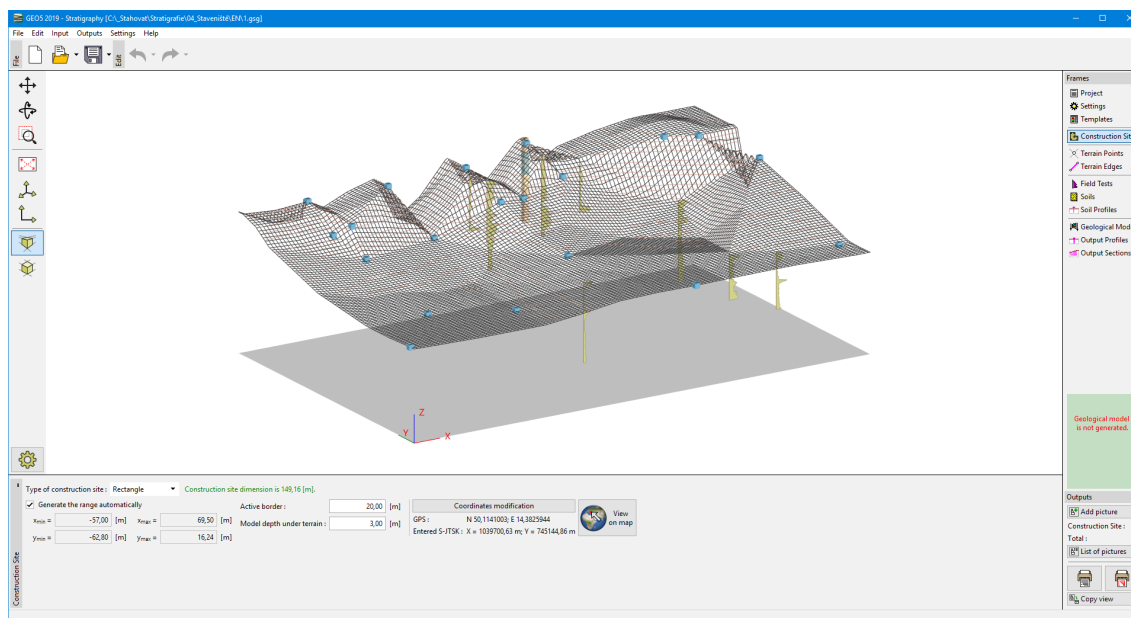 GEO5 2019 - Stratigraphy [C:\_Stahovat\Stratigrafie\04_Staveniště\EN\1.gsg]
File Edit Input Outputs Settings Help
File
Edit
Z
Y
X
Frames
Project
Settings
Templates
Construction Sit
Terrain Points
Terrain Edges
Field Tests
Soils
Soil Profiles
Geological Mod
Output Profiles
Output Sections
Geological model
is not generated.
Construction Site
Type of construction site : Rectangle Construction site dimension is 149,16 [m].
Generate the range automatically Active border : 20,00 [m] Coordinates modification
xmin = -57,00 [m] xmax = 69,50 [m] Model depth under terrain : 3,00 [m] GPS : N 50,1141003; E 14,3825944
ymin = -62,80 [m] ymax = 16,24 [m] Entered S-JTSK : X = 1039700,63 m; Y = 745144,86 m
View
on map
Outputs
Add picture
Construction Site :
Total :
List of pictures
Copy view